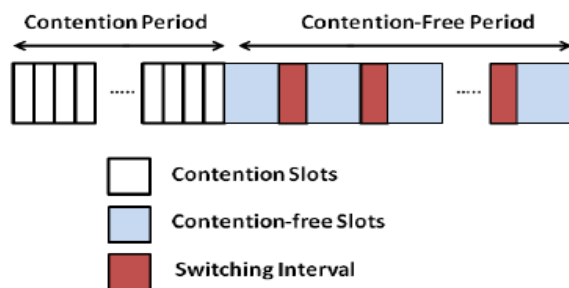 Contention Period
Contention-Free Period
.....
.....
Contention Slots
Contention-free Slots
Switching Interval